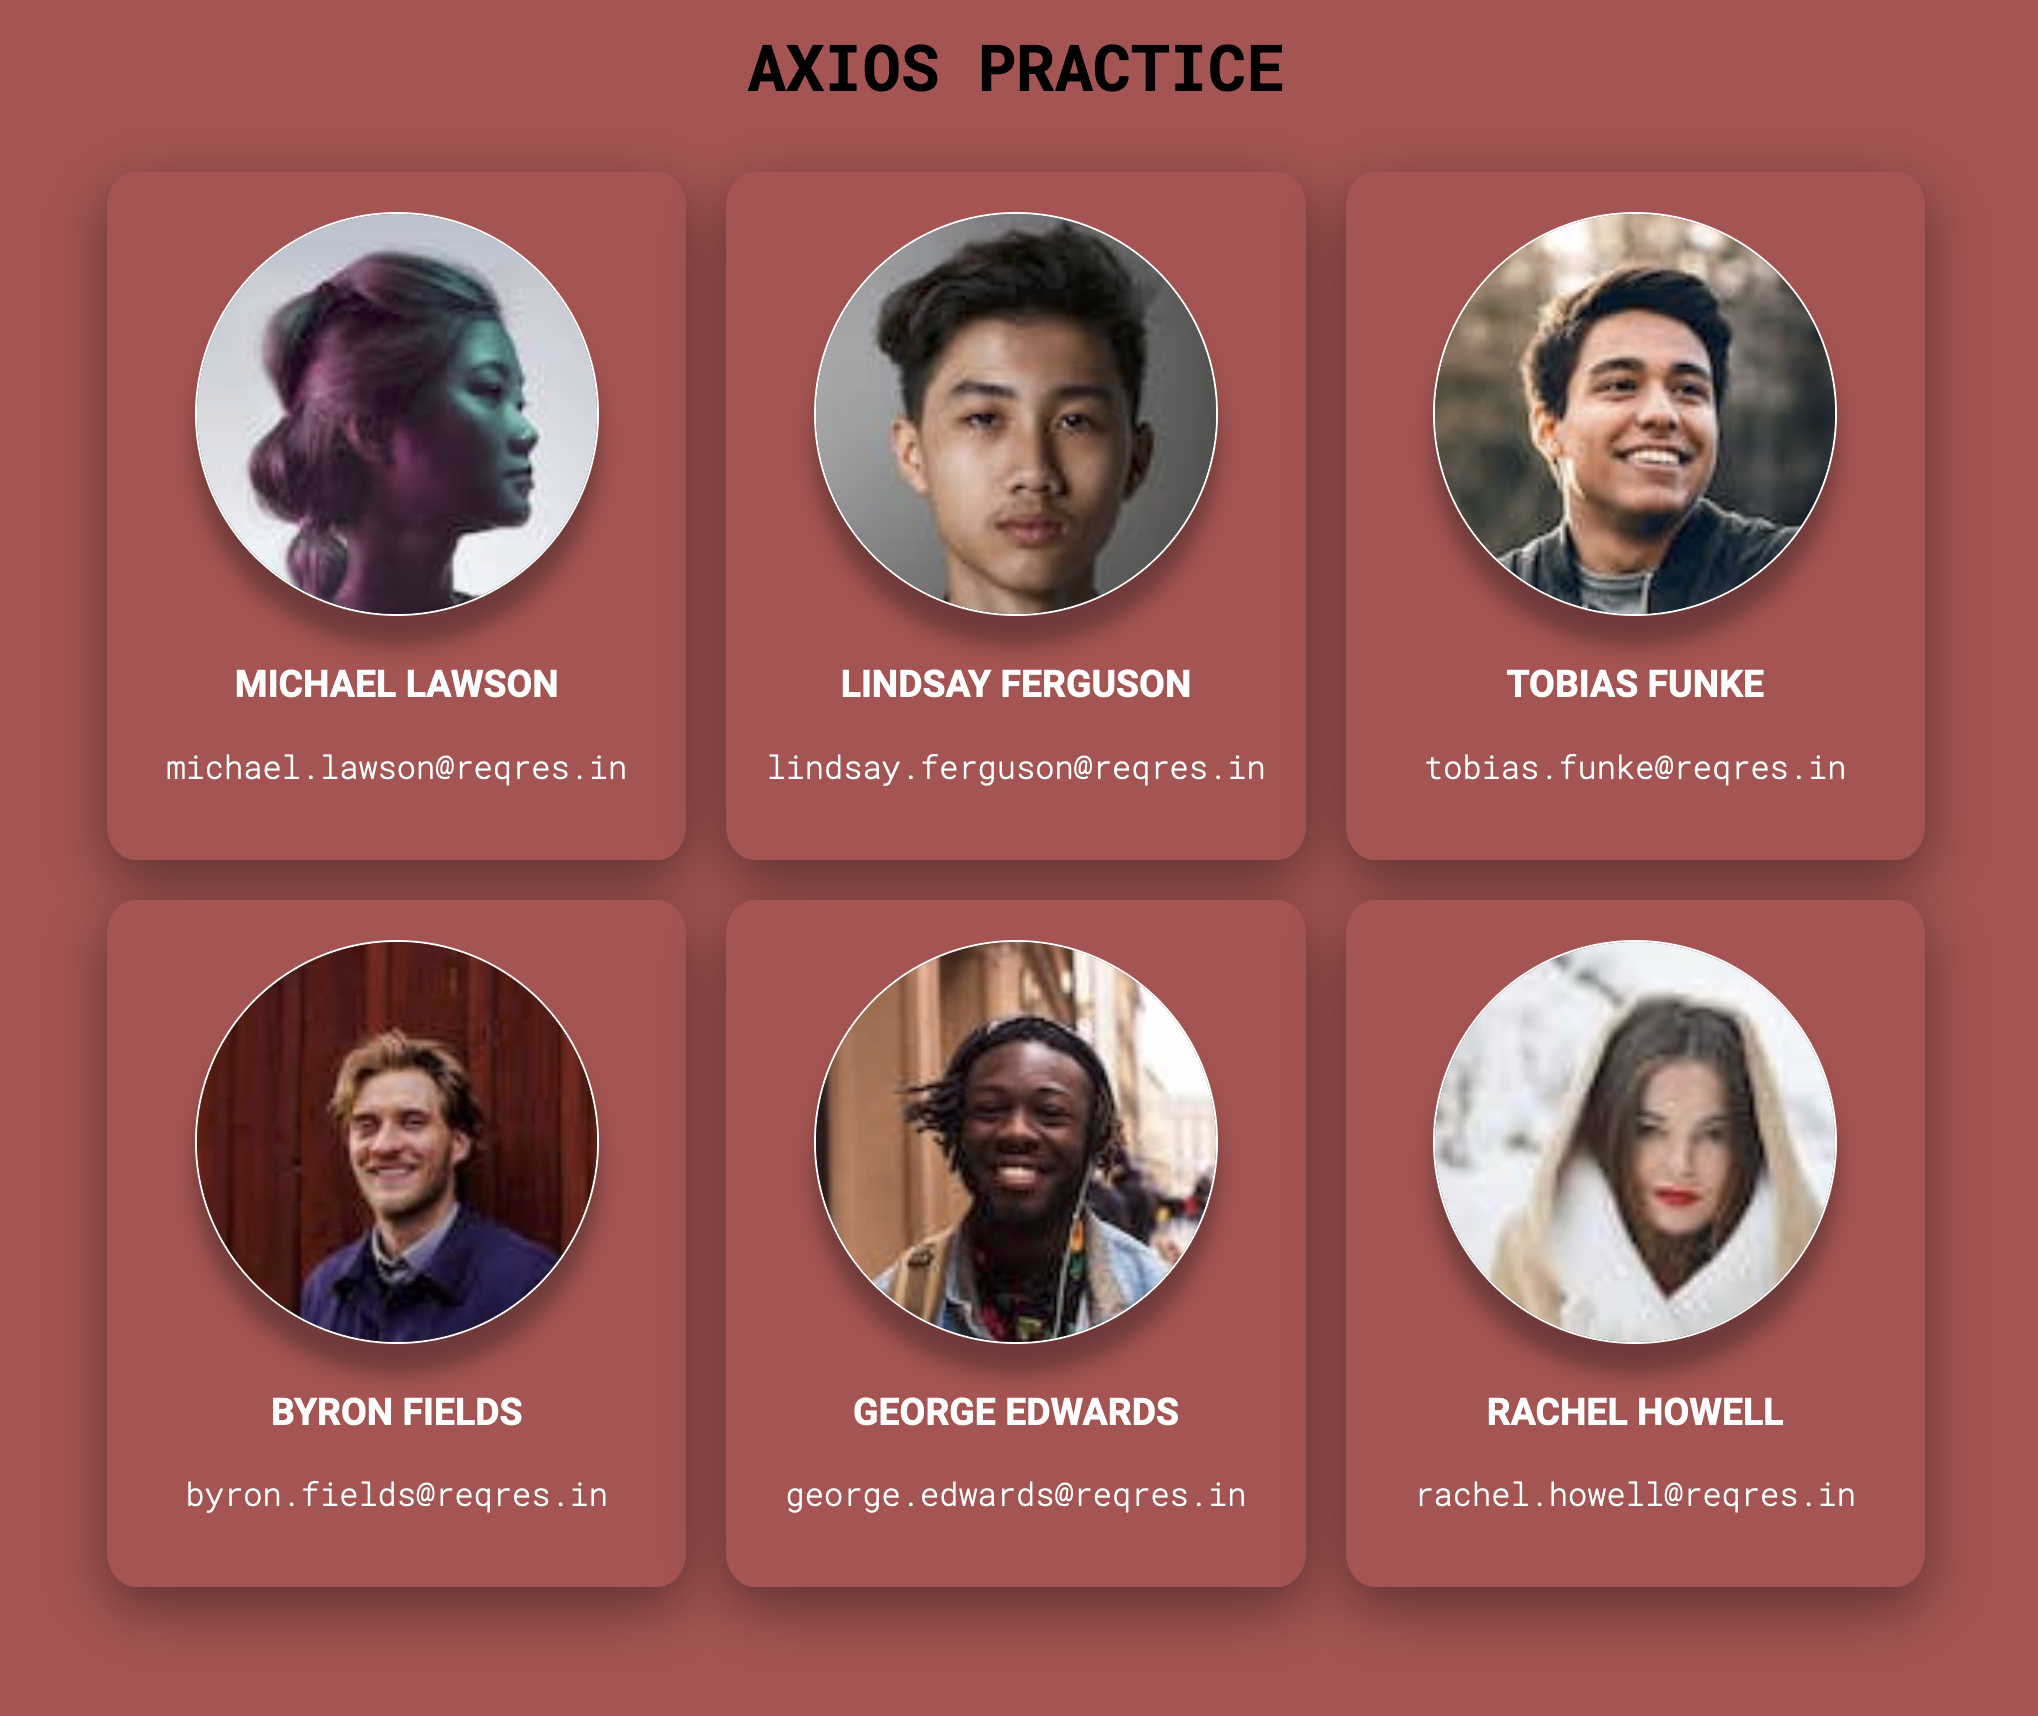 AXIOS PRACTICE
MICHAEL LAWSON
michael.lawson@reqres.in
LINDSAY FERGUSON
lindsay.ferguson@reqres.in
TOBIAS FUNKE
tobias.funke@reqres.in
BYRON FIELDS
byron.fields@reqres.in
GEORGE EDWARDS
george.edwards@reqres.in
RACHEL HOWELL
rachel.howell@reqres.in